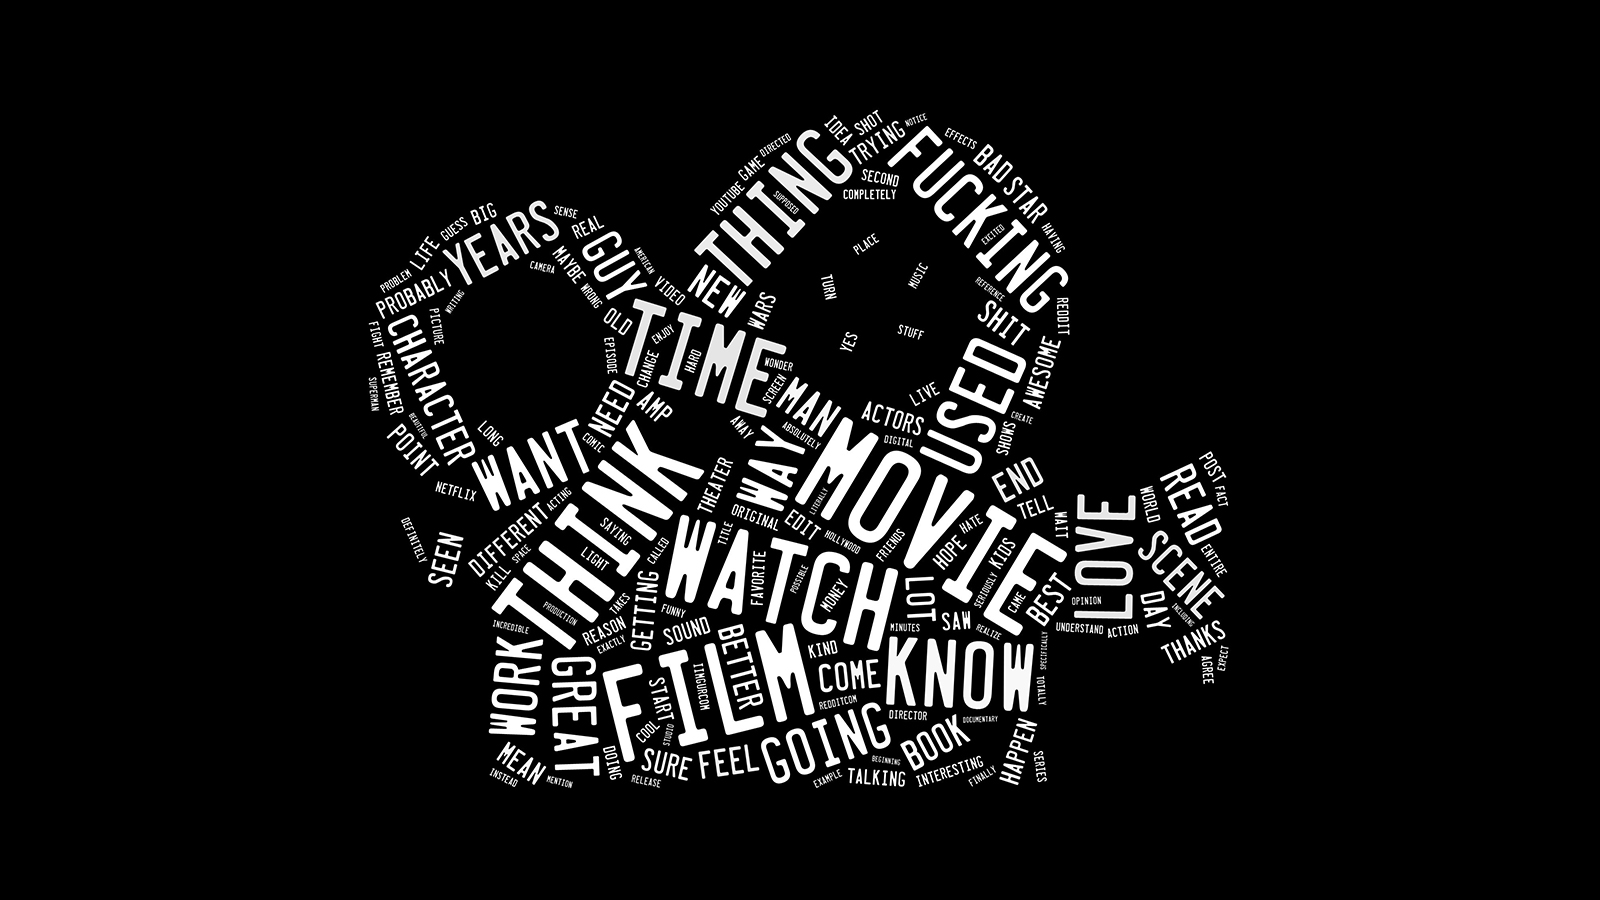 IDEA
SHOT
NOTICE
TRYING
EFFECTS
DIRECTED
GAME
YOUTUBE
THING
SUPPOSED
SECOND
COMPLETELY
FUCKING
BAD
STAR
HAVING
EXCITED
BIG
GUESS
LIFE
PROBLEM
YEARS
SENSE
REAL
GUY
AMERICAN
VIDEO
MAYBE
WRONG
CAMERA
PROBABLY
WRITING
PICTURE
PLACE
MUSIC
TURN
YES
STUFF
REFERENCE
NEW
WARS
SHIT
REDDIT
AWESOME
USED
OLD
TIME
ENJOY
EPISODE
CHANGE
HARD
WONDER
SCREEN
FIGHT
REMEMBER
SUPERMAN
CHARACTER
BEAUTIFUL
POINT
NEED
AMP
MAN
AWAY
ABSOLUTELY
LIVE
ACTORS
DIGITAL
CREATE
SHOWS
LONG
WANT
COMIC
NETFLIX
THINK
THEATER
WAY
MOVIE
LITERALLY
END
TELL
POST
FACT
READ
WORLD
ENTIRE
DEFINITELY
SEEN
DIFFERENT
ACTING
SPACE
KILL
SAYING
LIGHT
CALLED
TITLE
ORIGINAL
EDIT
HOLLYWOOD
FRIENDS
HATE
HOPE
KIDS
SERIOUSLY
WAIT
LOVE
SCENE
WATCH
FAVORITE
POSSIBLE
MONEY
LOT
SAW
MINUTES
REALIZE
CAME
BEST
OPINION
UNDERSTAND
ACTION
DAY
INCLUDING
THANKS
EXPECT
AGREE
INCREDIBLE
PRODUCTION
TAKES
REASON
EXACTLY
GETTING
FUNNY
SOUND
BETTER
KIND
COME
REDDITCOM
KNOW
SPECIFICALLY
TOTALLY
WORK
GREAT
FILM
START
IIMGURCOM
COOL
STUDIO
DIRECTOR
DOCUMENTARY
MEAN
INSTEAD
MENTION
DOING
SURE
RELEASE
FEEL
GOING
BEGINNING
EXAMPLE
TALKING
BOOK
INTERESTING
FINALLY
HAPPEN
SERIES